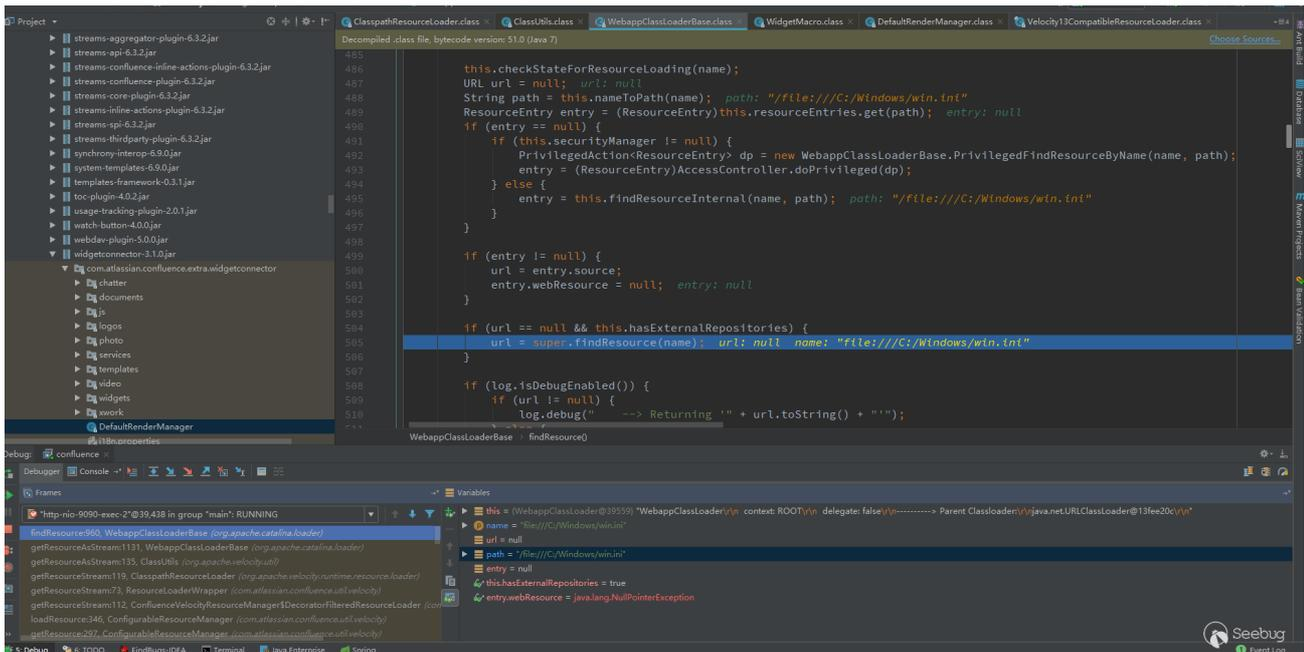 Project
ClasspathResourceLoader.class
ClassUtils.class
WebappClassLoaderBase.class
WidgetMacro.class
DefaultRenderManager.class
Velocity13CompatibleResourceLoader.class
Decompiled .class file, bytecode version: 51.0 (Java 7)
Choose Sources...
streams-aggregator-plugin-6.3.2.jar
streams-api-6.3.2.jar
streams-confluence-inline-actions-plugin-6.3.2.jar
streams-confluence-plugin-6.3.2.jar
streams-core-plugin-6.3.2.jar
streams-inline-actions-plugin-6.3.2.jar
streams-spi-6.3.2.jar
streams-thirdparty-plugin-6.3.2.jar
synchrony-interop-6.9.0.jar
system-templates-6.9.0.jar
templates-framework-0.3.1.jar
toc-plugin-4.0.2.jar
usage-tracking-plugin-2.0.1.jar
watch-button-4.0.0.jar
webdav-plugin-5.0.0.jar
widgetconnector-3.1.0.jar
com.atlassian.confluence.extra.widgetconnector
chatter
documents
js
logos
photo
services
templates
video
widgets
xwork
DefaultRenderManager
i18n.properties
485
486 this.checkStateForResourceLoading(name);
487 URL url = null; url: null
488 String path = this.nameToPath(name); path: "/file:///C:/Windows/win.ini"
489 ResourceEntry entry = (ResourceEntry)this.resourceEntries.get(path); entry: null
490 if (entry == null) {
491 if (this.securityManager != null) {
492 PrivilegedAction<ResourceEntry> dp = new WebappClassLoaderBase.PrivilegedFindResourceByName(name, path);
493 entry = (ResourceEntry)AccessController.doPrivileged(dp);
494 } else {
495 entry = this.findResourceInternal(name, path); path: "/file:///C:/Windows/win.ini"
496 }
497 }
498
499 if (entry != null) {
500 url = entry.source;
501 entry.webResource = null; entry: null
502 }
503
504 if (url == null && this.hasExternalRepositories) {
505 url = super.findResource(name); url: null name: "file:///C:/Windows/win.ini"
506 }
507
508 if (log.isDebugEnabled()) {
509 if (url != null) {
510 log.debug(" --> Returning '" + url.toString() + "'");
511 } else {
WebappClassLoaderBase › findResource()
Ant Build
Database
SciView
Maven Projects
Bean Validation
Debug: confluence
Debugger Console
Frames
Variables
"http-nio-9090-exec-2"@39,438 in group "main": RUNNING
findResource:960, WebappClassLoaderBase (org.apache.catalina.loader)
getResourceAsStream:1131, WebappClassLoaderBase (org.apache.catalina.loader)
getResourceAsStream:135, ClassUtils (org.apache.velocity.util)
getResourceStream:119, ClasspathResourceLoader (org.apache.velocity.runtime.resource.loader)
getResourceStream:73, ResourceLoaderWrapper (com.atlassian.confluence.util.velocity)
getResourceStream:112, ConfluenceVelocityResourceManager$DecoratorFilteredResourceLoader (con
loadResource:346, ConfigurableResourceManager (com.atlassian.confluence.util.velocity)
getResource:297, ConfigurableResourceManager (com.atlassian.confluence.util.velocity)
this = (WebappClassLoader@39559) "WebappClassLoader\r\n context: ROOT\r\n delegate: false\r\n----------> Parent Classloader:\r\njava.net.URLClassLoader@13fee20c\r\n"
name = "file:///C:/Windows/win.ini"
url = null
path = "/file:///C:/Windows/win.ini"
entry = null
this.hasExternalRepositories = true
entry.webResource = java.lang.NullPointerException
Seebug
5: Debug
6: TODO
FindBugs-IDEA
Terminal
Java Enterprise
Spring
1 Event Log